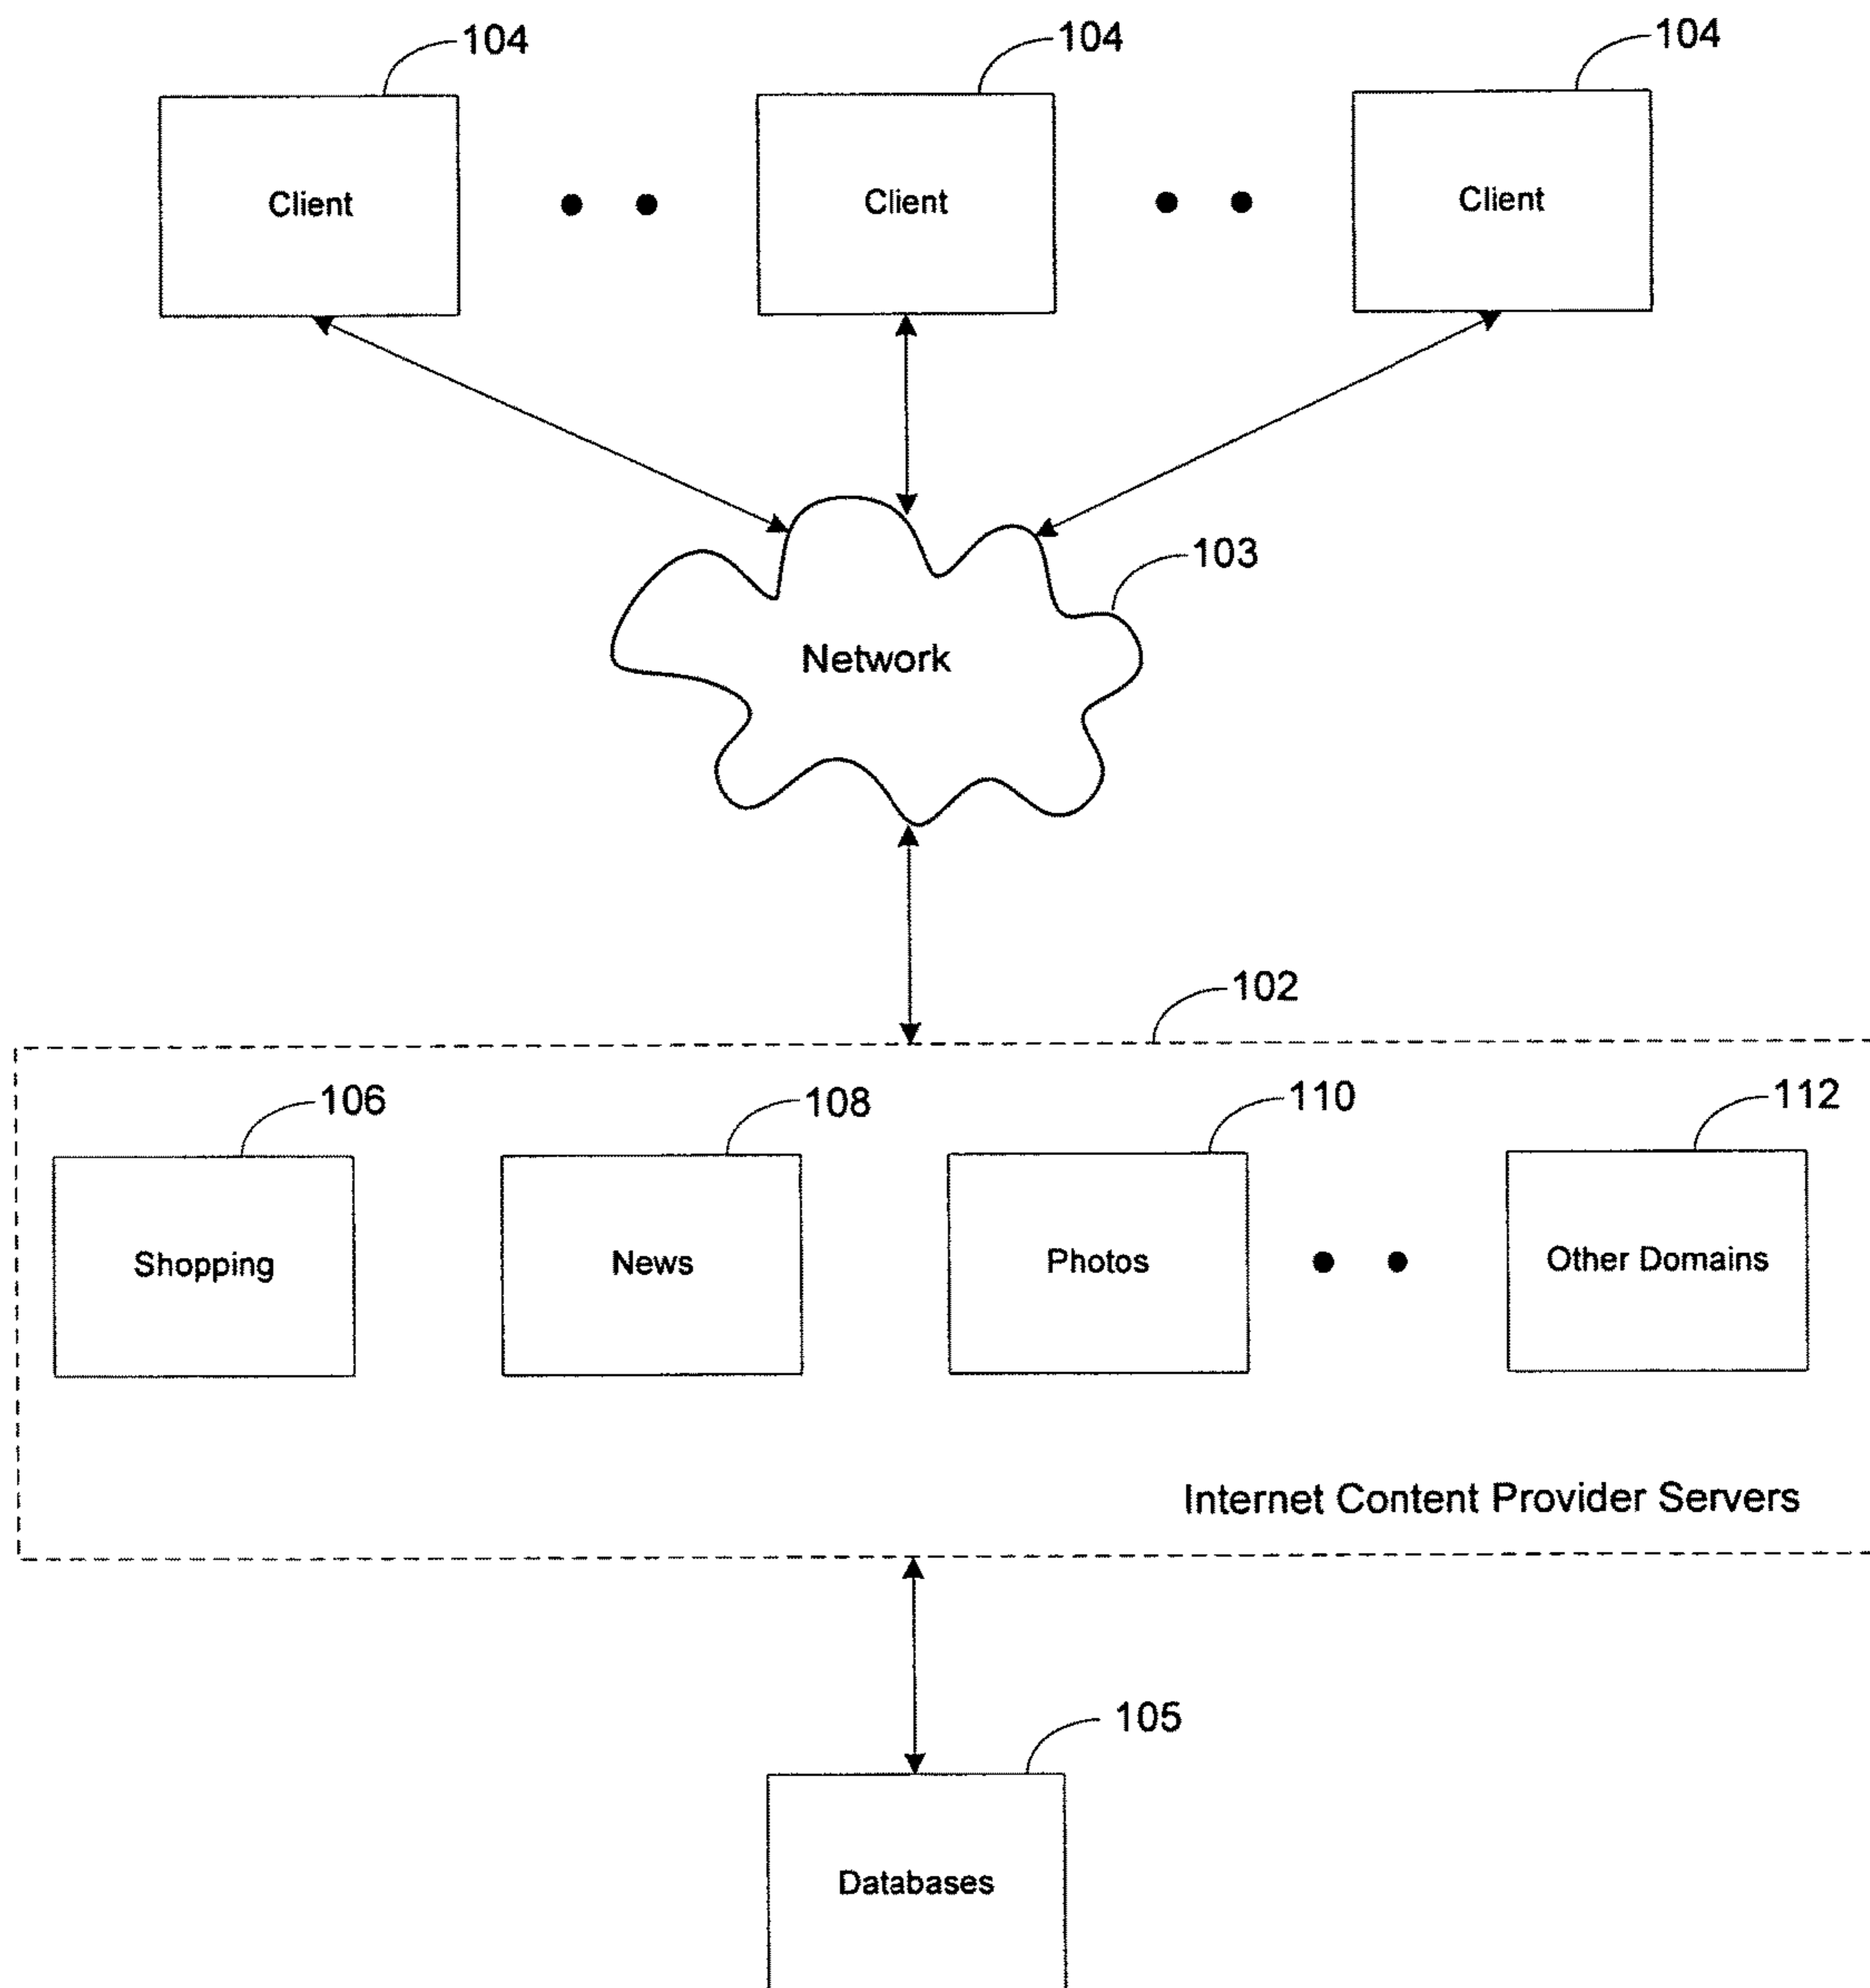 104
104
104
Client
Client
Client
103
Network
102
106
108
110
112
Shopping
News
Photos
Other Domains
Internet Content Provider Servers
105
Databases